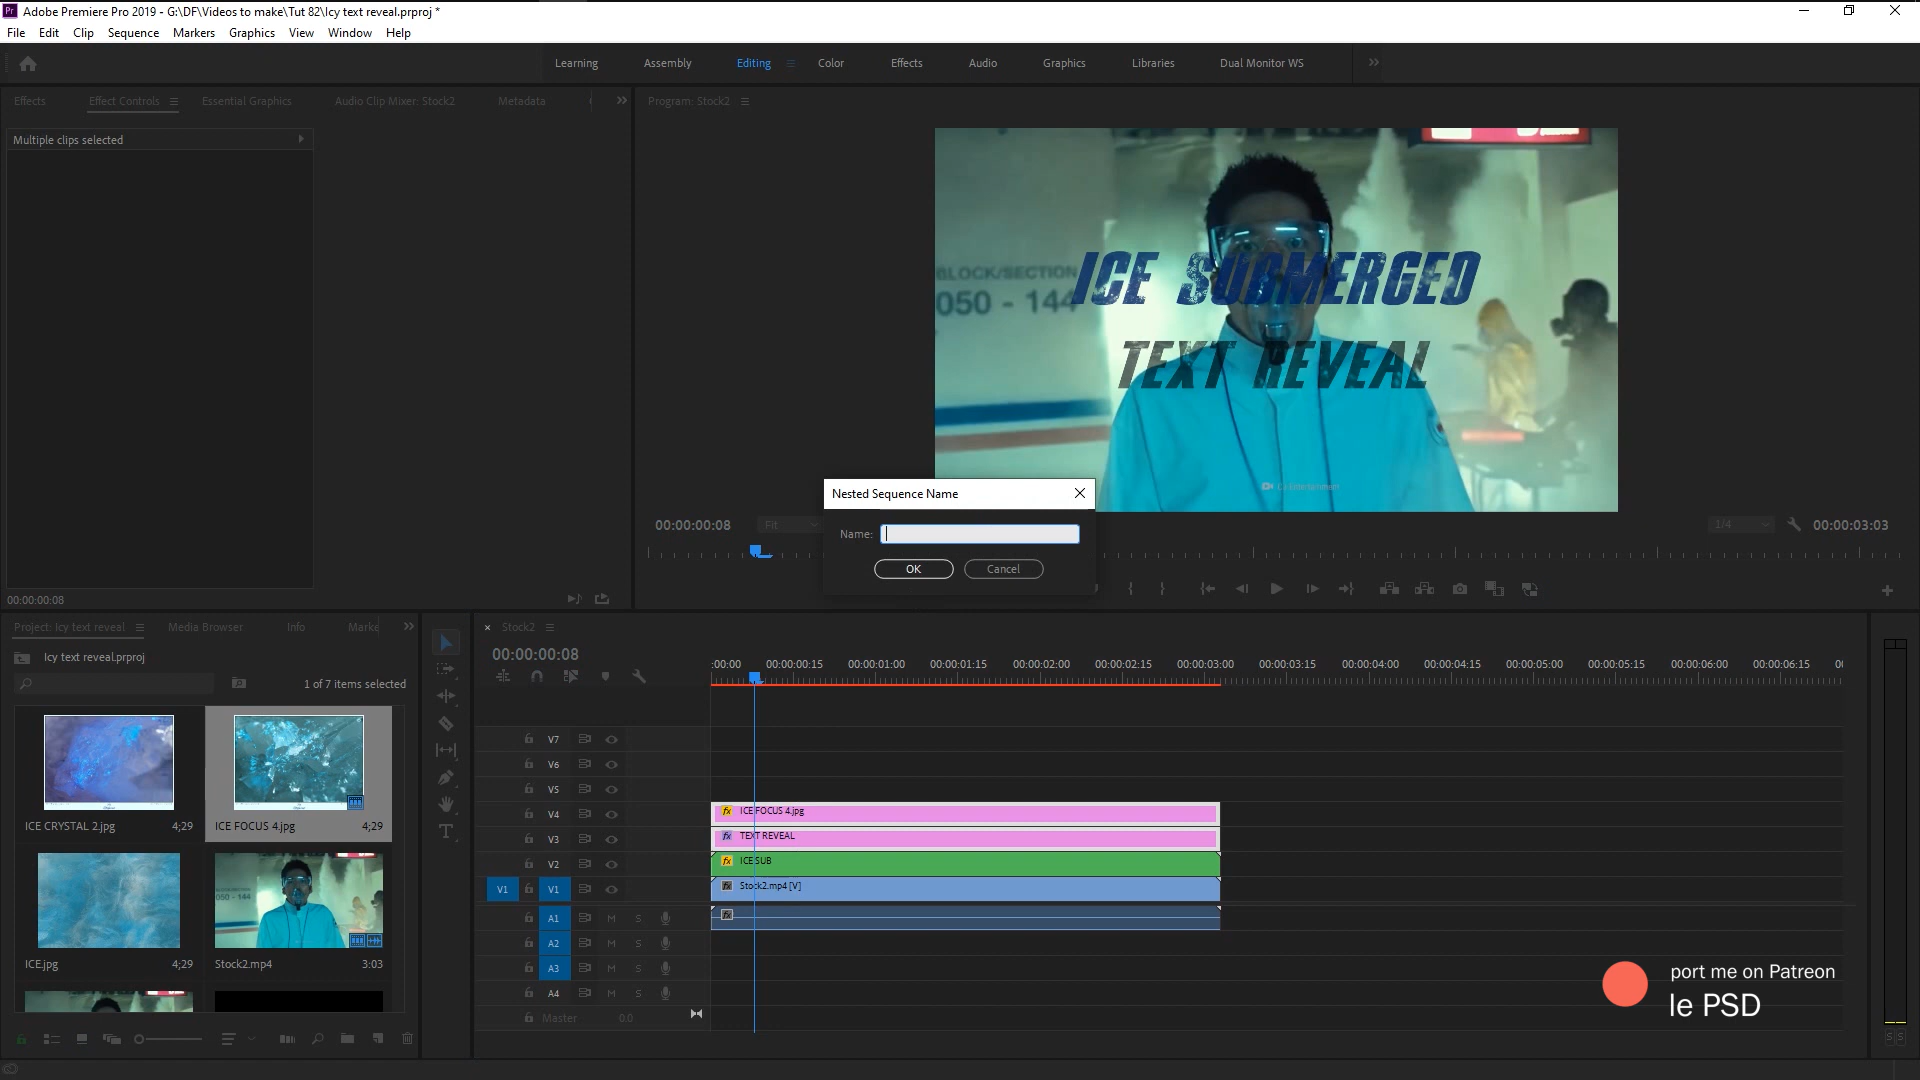 Pr Adobe Premiere Pro 2019 - G:\DF\Videos to make\Tut 82\Icy text reveal.prproj *
File Edit Clip Sequence Markers Graphics View Window Help
Learning Assembly Editing Color Effects Audio Graphics Libraries Dual Monitor WS
Effects Effect Controls Essential Graphics Audio Clip Mixer: Stock2 Metadata
Program: Stock2
Multiple clips selected
BLOCK/SECTION
050 - 144
ICE SUBMERGED
TEXT REVEAL
Nested Sequence Name
Name:
OK Cancel
00:00:00:08 Fit 1/4 00:00:03:03
00:00:00:08
Project: Icy text reveal Media Browser Info Marke
Icy text reveal.prproj
1 of 7 items selected
ICE CRYSTAL 2.jpg 4;29
ICE FOCUS 4.jpg 4;29
ICE.jpg 4;29
Stock2.mp4 3:03
Stock2
00:00:00:08
:00:00 00:00:00:15 00:00:01:00 00:00:01:15 00:00:02:00 00:00:02:15 00:00:03:00 00:00:03:15 00:00:04:00 00:00:04:15 00:00:05:00 00:00:05:15 00:00:06:00 00:00:06:15
V7
V6
V5
V4 fx ICE FOCUS 4.jpg
V3 fx TEXT REVEAL
V2 fx ICE SUB
V1 V1 fx Stock2.mp4 [V]
A1 M S fx
A2 M S
A3 M S
A4 M S
Master 0.0
port me on Patreon
le PSD
S S